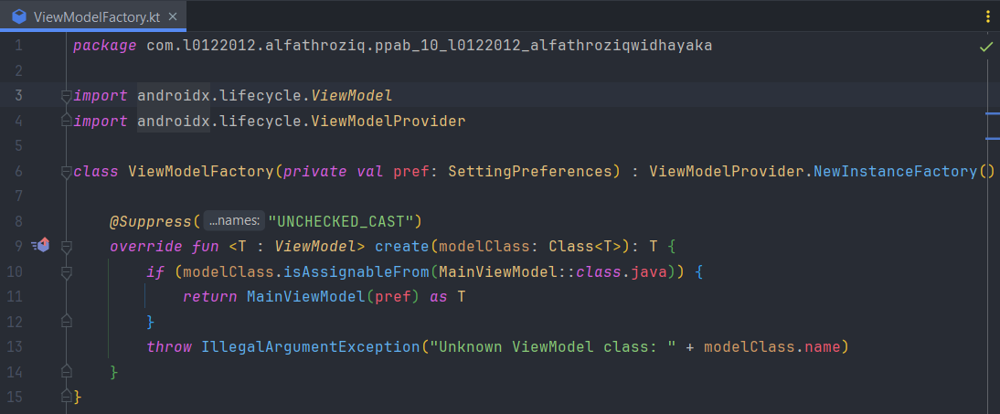 ViewModelFactory.kt
1 package com.l0122012.alfathroziq.ppab_10_l0122012_alfathroziqwidhayaka
2
3 import androidx.lifecycle.ViewModel
4 import androidx.lifecycle.ViewModelProvider
5
6 class ViewModelFactory(private val pref: SettingPreferences) : ViewModelProvider.NewInstanceFactory()
7
8     @Suppress( ...names: "UNCHECKED_CAST")
9     override fun <T : ViewModel> create(modelClass: Class<T>): T {
10         if (modelClass.isAssignableFrom(MainViewModel::class.java)) {
11             return MainViewModel(pref) as T
12         }
13         throw IllegalArgumentException("Unknown ViewModel class: " + modelClass.name)
14     }
15 }